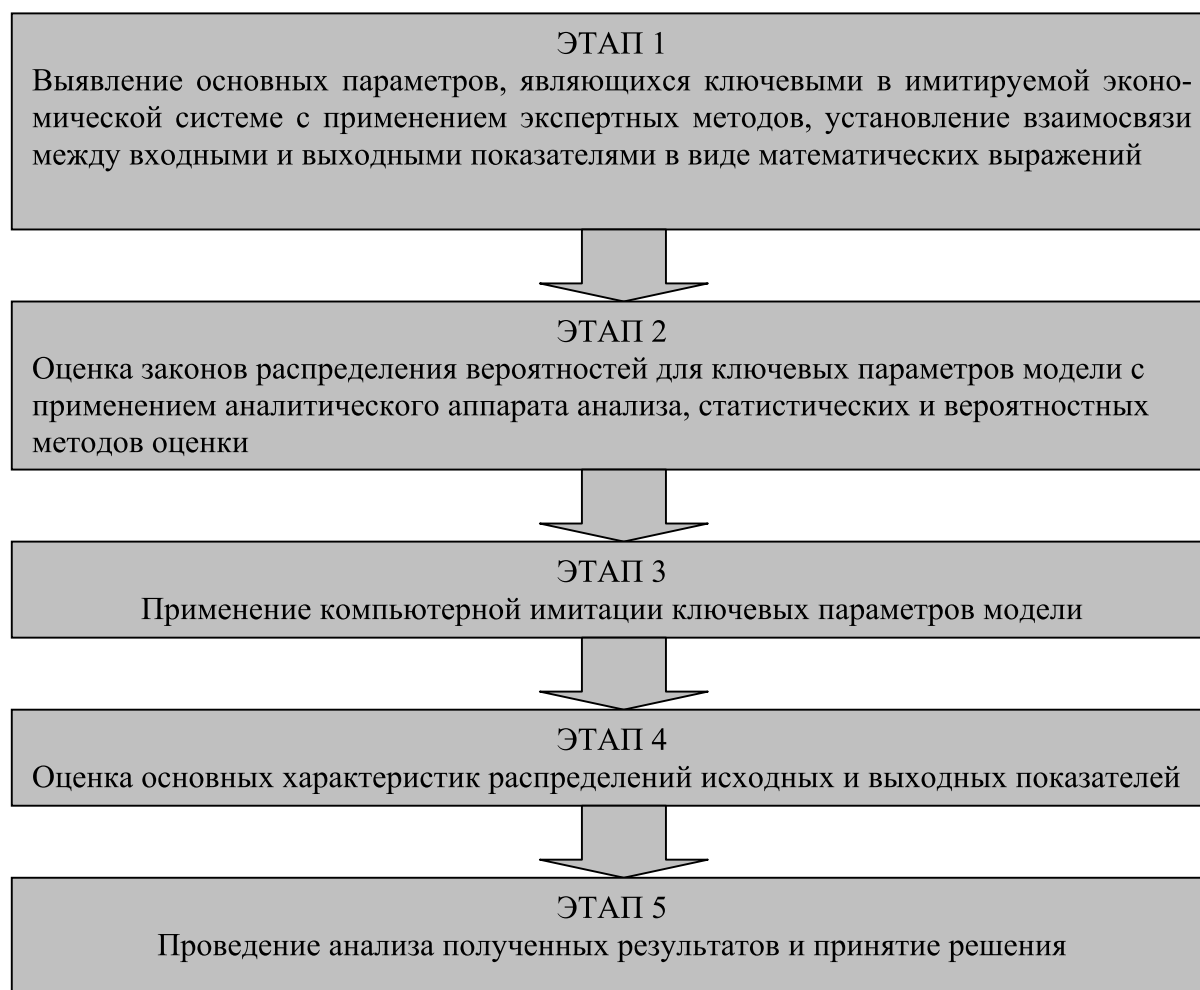 ЭТАП 1
Выявление основных параметров, являющихся ключевыми в имитируемой эконо-
мической системе с применением экспертных методов, установление взаимосвязи
между входными и выходными показателями в виде математических выражений
ЭТАП 2
Оценка законов распределения вероятностей для ключевых параметров модели с
применением аналитического аппарата анализа, статистических и вероятностных
методов оценки
ЭТАП 3
Применение компьютерной имитации ключевых параметров модели
ЭТАП 4
Оценка основных характеристик распределений исходных и выходных показателей
ЭТАП 5
Проведение анализа полученных результатов и принятие решения